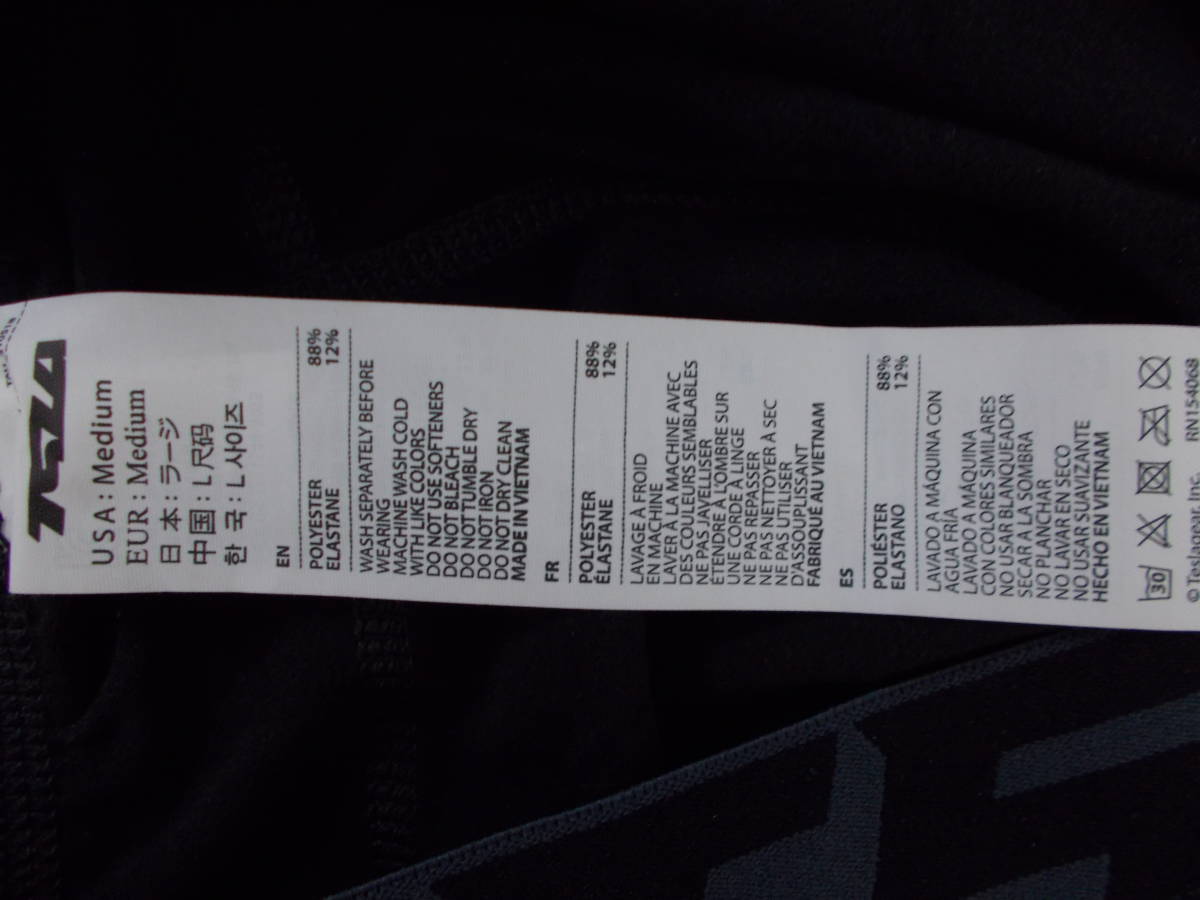 TSLA
USA : Medium
EUR : Medium
日本 : ラージ
中国 : L 尺码
한국 : L 사이즈
EN
POLYESTER 88%
ELASTANE 12%
WASH SEPARATELY BEFORE
WEARING
MACHINE WASH COLD
WITH LIKE COLORS
DO NOT USE SOFTENERS
DO NOT BLEACH
DO NOT TUMBLE DRY
DO NOT IRON
DO NOT DRY CLEAN
MADE IN VIETNAM
FR
POLYESTER 88%
ÉLASTANE 12%
LAVAGE À FROID
EN MACHINE
LAVER À LA MACHINE AVEC
DES COULEURS SEMBLABLES
NE PAS JAVELLISER
ÉTENDRE À L'OMBRE SUR
UNE CORDE À LINGE
NE PAS REPASSER
NE PAS NETTOYER À SEC
NE PAS UTILISER
D'ASSOUPLISSANT
FABRIQUÉ AU VIETNAM
ES
POLIÉSTER 88%
ELASTANO 12%
LAVADO A MAQUINA CON
AGUA FRÍA
LAVADO A MÁQUINA
CON COLORES SIMILARES
NO USAR BLANQUEADOR
SECAR A LA SOMBRA
NO PLANCHAR
NO LAVAR EN SECO
NO USAR SUAVIZANTE
HECHO EN VIETNAM
30
© Teslagear Inc. RN154068